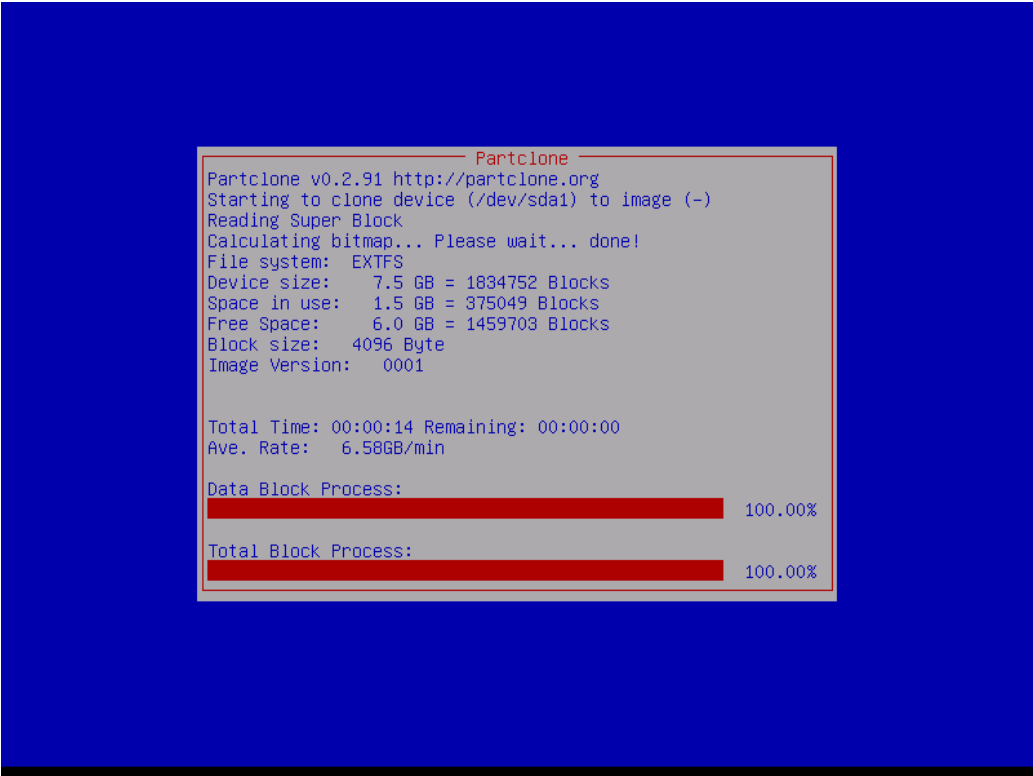 Partclone
Partclone v0.2.91 http://partclone.org
Starting to clone device (/dev/sda1) to image (-)
Reading Super Block
Calculating bitmap... Please wait... done!
File system:  EXTFS
Device size:    7.5 GB = 1834752 Blocks
Space in use:   1.5 GB = 375049 Blocks
Free Space:     6.0 GB = 1459703 Blocks
Block size:   4096 Byte
Image Version:   0001
Total Time: 00:00:14 Remaining: 00:00:00
Ave. Rate:   6.58GB/min
Data Block Process:
100.00%
Total Block Process:
100.00%